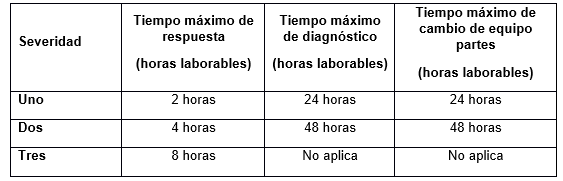 Severidad
Tiempo máximo de
respuesta
(horas laborables)
Tiempo máximo
de diagnóstico
(horas laborables)
Tiempo máximo de
cambio de equipo
partes
(horas laborables)
Uno 2 horas 24 horas 24 horas
Dos 4 horas 48 horas 48 horas
Tres 8 horas No aplica No aplica